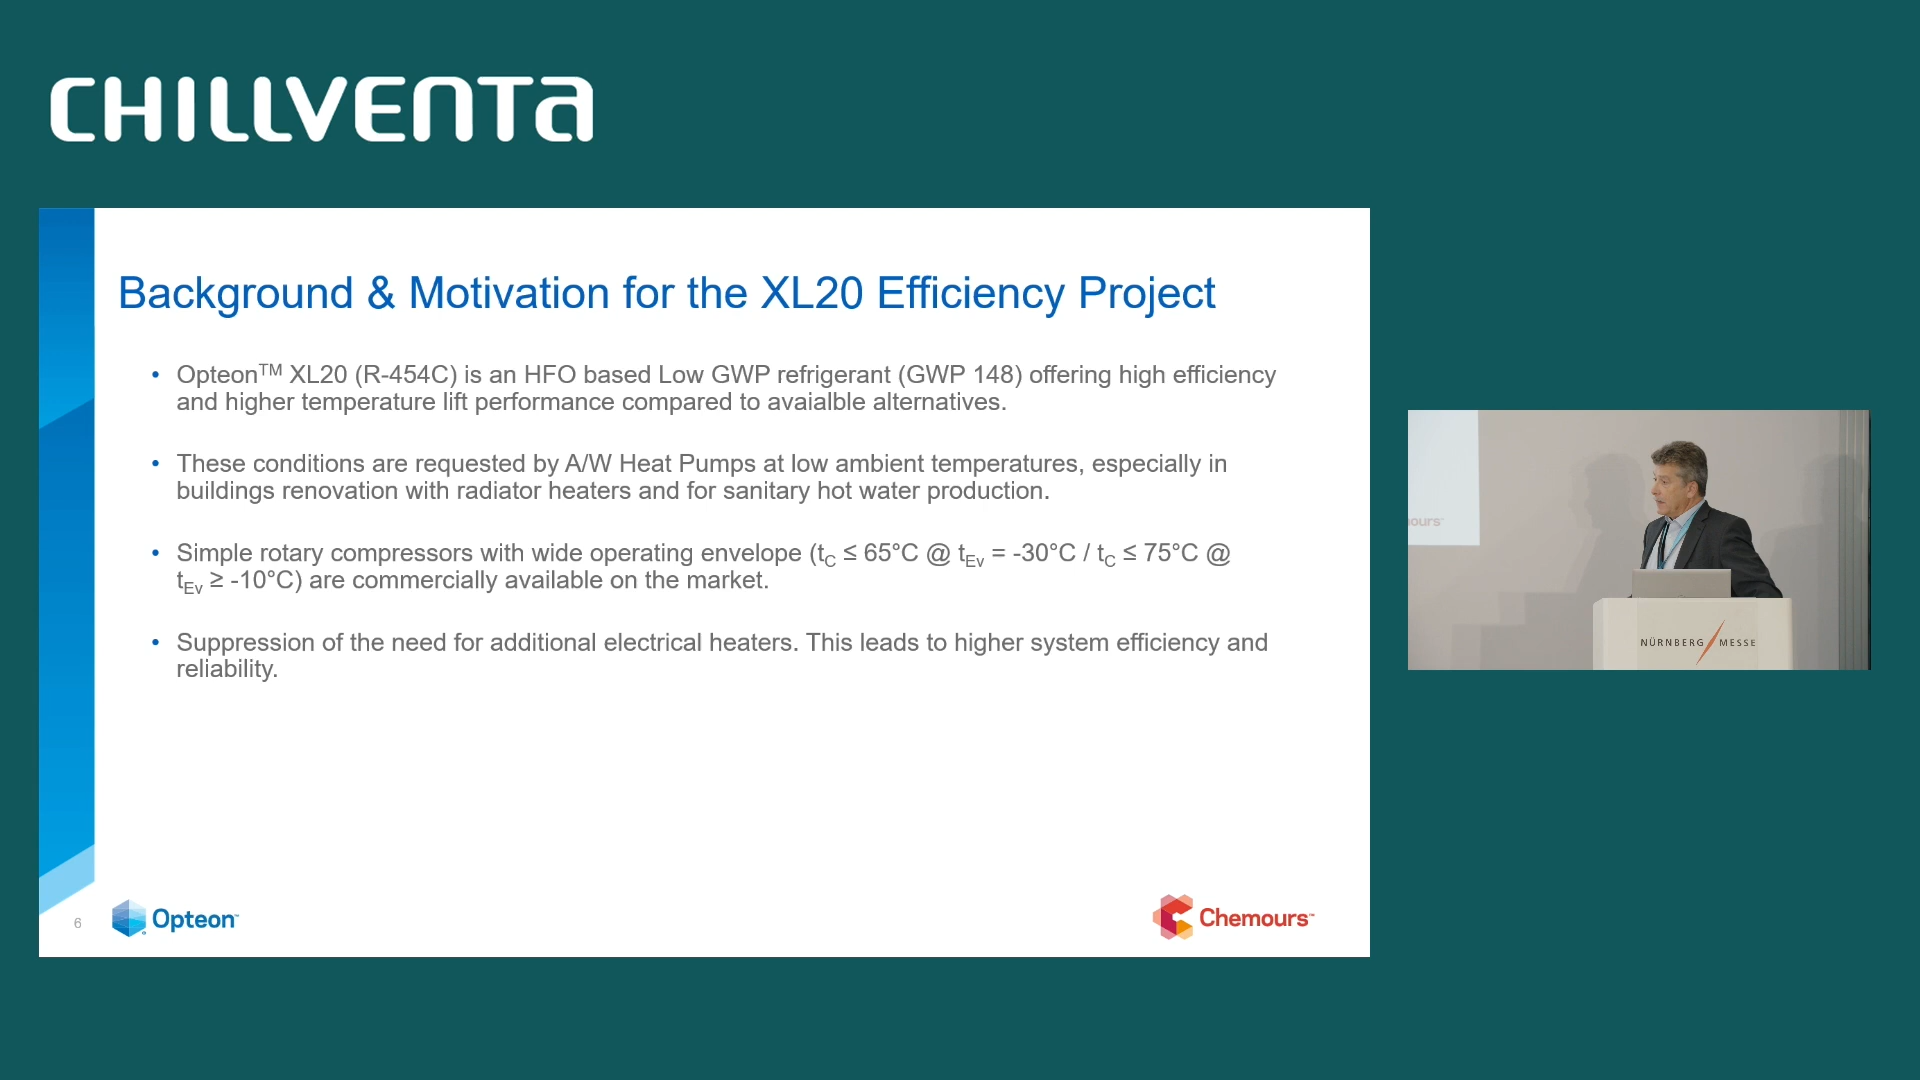 CHILLVENTA
Background & Motivation for the XL20 Efficiency Project
• Opteon™ XL20 (R-454C) is an HFO based Low GWP refrigerant (GWP 148) offering high efficiency
and higher temperature lift performance compared to avaialble alternatives.
• These conditions are requested by A/W Heat Pumps at low ambient temperatures, especially in
buildings renovation with radiator heaters and for sanitary hot water production.
• Simple rotary compressors with wide operating envelope (tC ≤ 65°C @ tEv = -30°C / tC ≤ 75°C @
tEv ≥ -10°C) are commercially available on the market.
• Suppression of the need for additional electrical heaters. This leads to higher system efficiency and
reliability.
6
Opteon™
Chemours™
ours™
NÜRNBERG MESSE